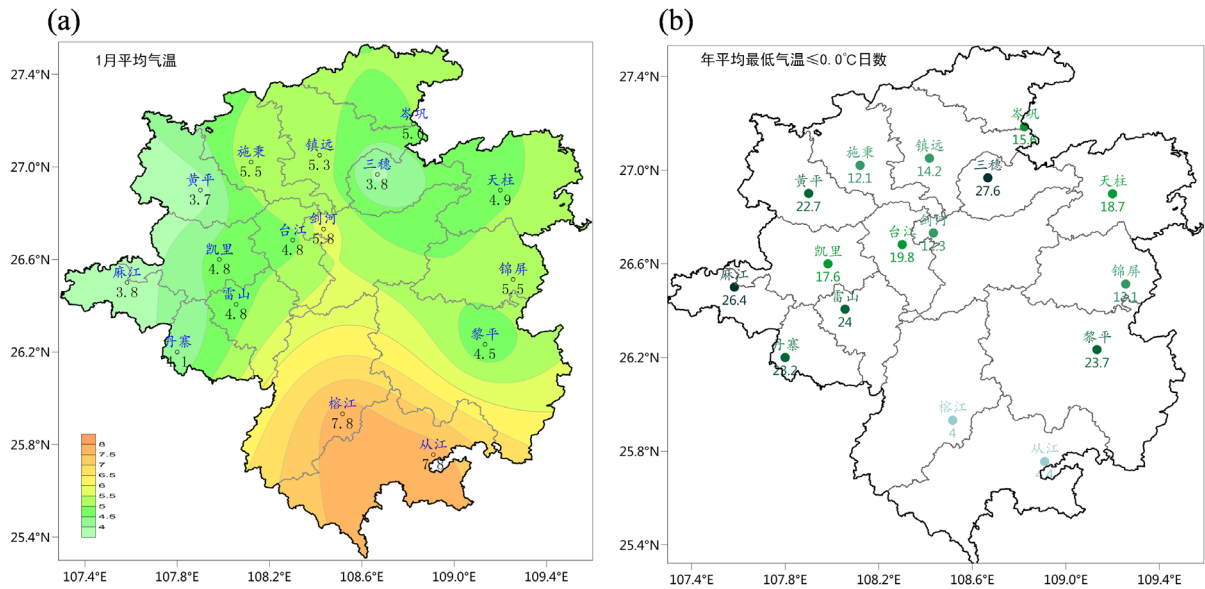 (a)
1月平均气温
27.4°N
27.0°N
26.6°N
26.2°N
25.8°N
25.4°N
107.4°E
107.8°E
108.2°E
108.6°E
109.0°E
109.4°E
岑巩
镇远
5.3
施秉
5.5
三穗
3.8
黄平
3.7
天柱
4.9
剑河
5.8
台江
4.8
凯里
4.8
麻江
3.8
雷山
4.8
锦屏
5.5
丹寨
黎平
4.5
榕江
7.8
从江
8
7.5
7
6.5
6
5.5
5
4.5
4
(b)
年平均最低气温≤0.0℃日数
27.4°N
27.0°N
26.6°N
26.2°N
25.8°N
25.4°N
107.4°E
107.8°E
108.2°E
108.6°E
109.0°E
109.4°E
岑巩
镇远
14.2
施秉
12.1
三穗
27.6
黄平
22.7
天柱
18.7
剑河
12.3
台江
19.8
凯里
17.6
麻江
26.4
雷山
24
锦屏
丹寨
23.2
黎平
23.7
榕江
4
从江